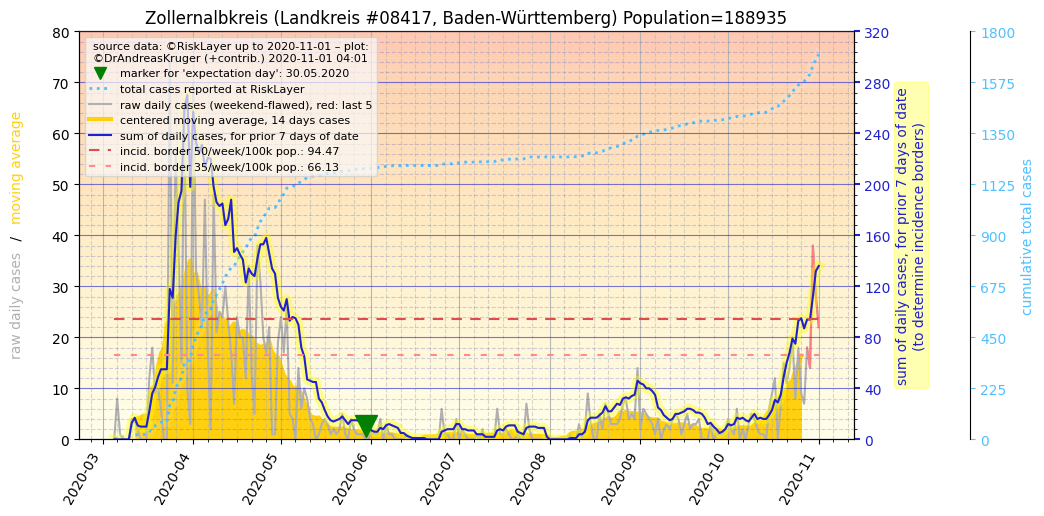 Zollernalbkreis (Landkreis #08417, Baden-Württemberg) Population=188935
source data: ©RiskLayer up to 2020-11-01 – plot:
©DrAndreasKruger (+contrib.) 2020-11-01 04:01
marker for 'expectation day': 30.05.2020
total cases reported at RiskLayer
raw daily cases (weekend-flawed), red: last 5
centered moving average, 14 days cases
sum of daily cases, for prior 7 days of date
incid. border 50/week/100k pop.: 94.47
incid. border 35/week/100k pop.: 66.13
raw daily cases / moving average
80
70
60
50
40
30
20
10
0
2020-03
2020-04
2020-05
2020-06
2020-07
2020-08
2020-09
2020-10
2020-11
320
280
240
200
160
120
80
40
0
sum of daily cases, for prior 7 days of date
(to determine incidence borders)
1800
1575
1350
1125
900
675
450
225
0
cumulative total cases